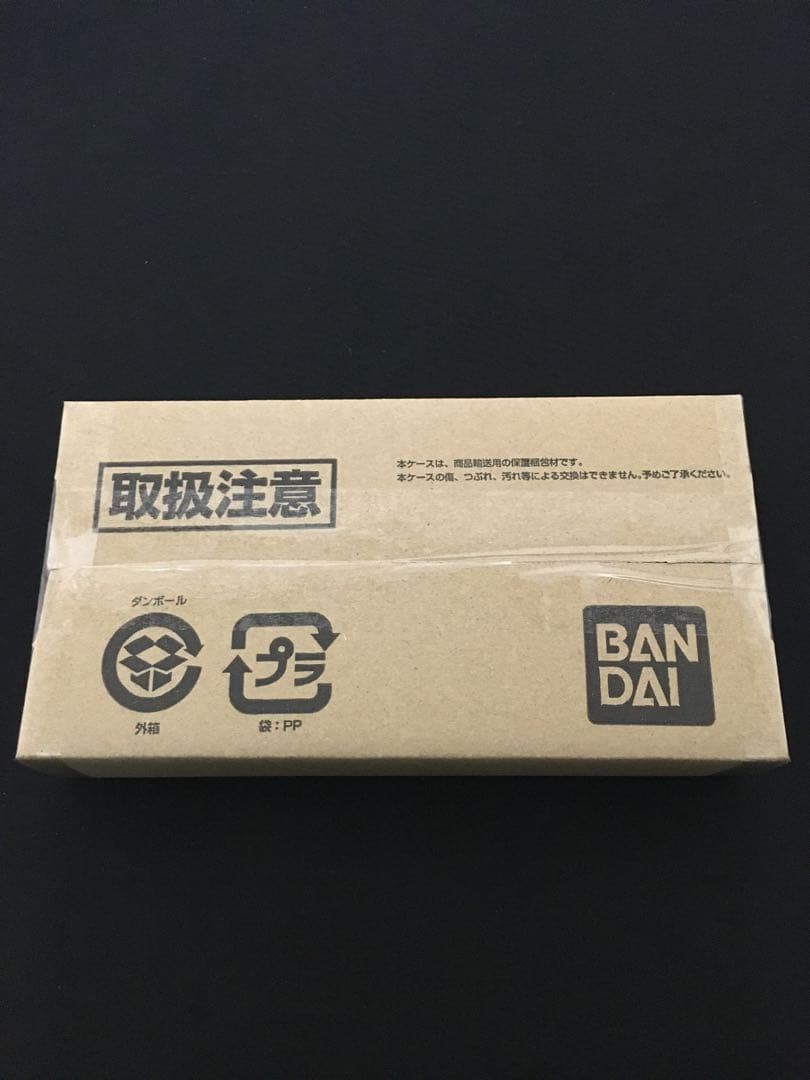 取扱注意
本ケースは、商品輸送用の保護梱包材です。
本ケースの傷、つぶれ、汚れ等による交換はできません。予めご了承ください。
ダンボール
外箱
プラ
袋：PP
BAN
DAI